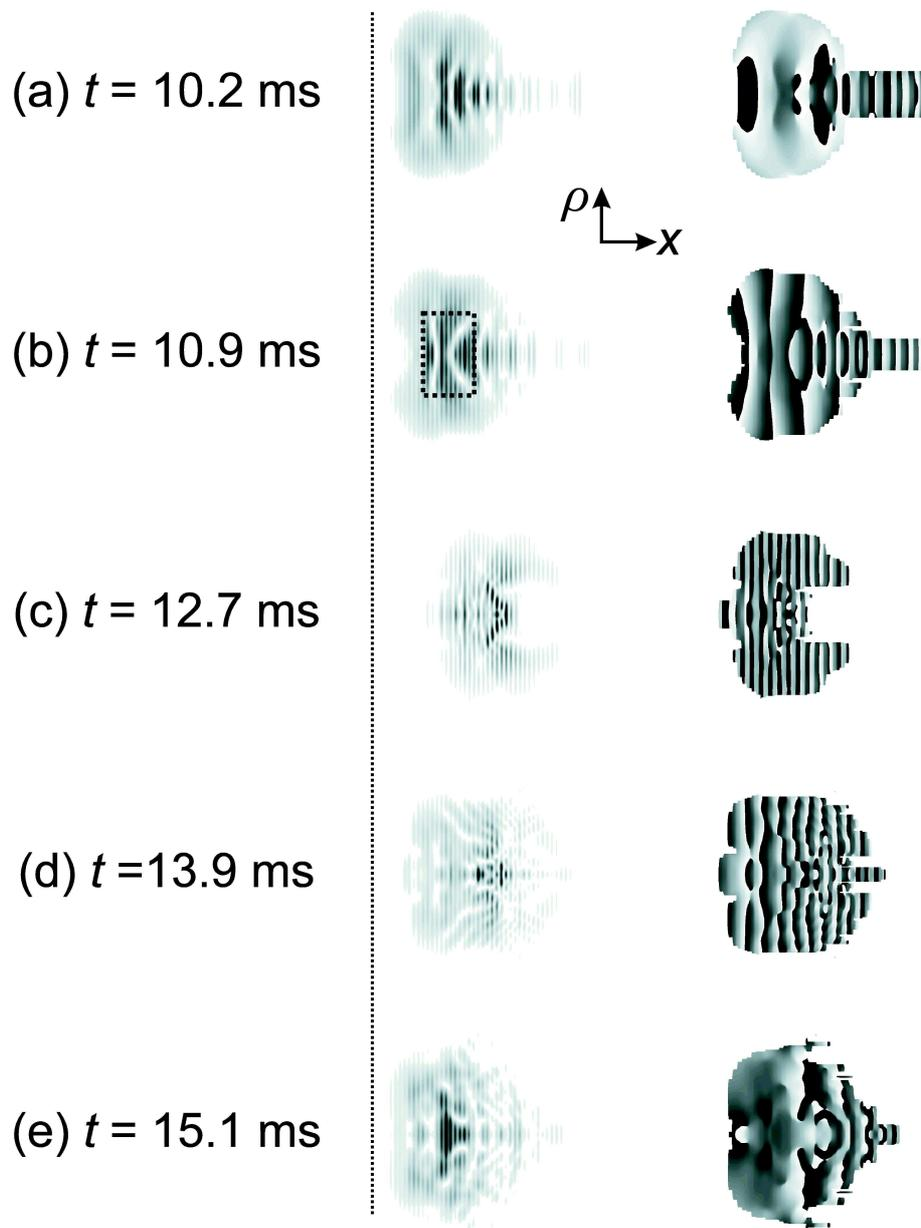 (a) t = 10.2 ms
ρ
x
(b) t = 10.9 ms
(c) t = 12.7 ms
(d) t =13.9 ms
(e) t = 15.1 ms